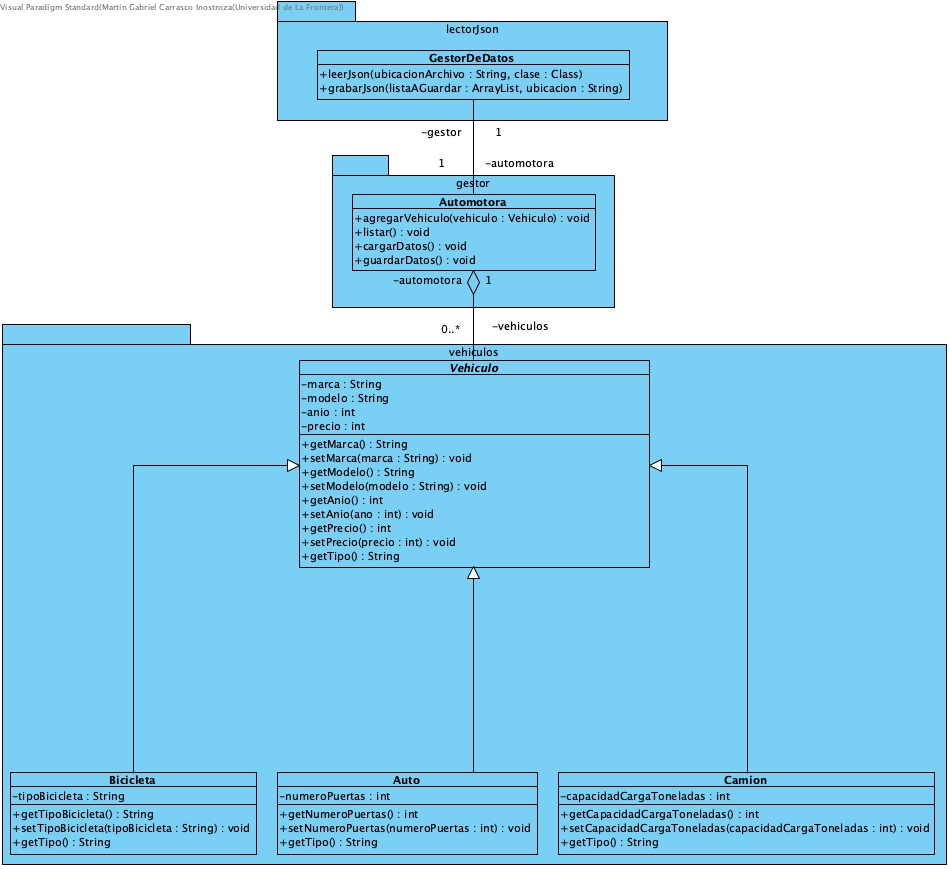 Visual Paradigm Standard(Martin Gabriel Carrasco Inostroza(Universidad de La Frontera))
lectorJson
GestorDeDatos
+leerJson(ubicacionArchivo : String, clase : Class)
+grabarJson(listaAGuardar : ArrayList, ubicacion : String)
-gestor 1
1 -automotora
gestor
Automotora
+agregarVehiculo(vehiculo : Vehiculo) : void
+listar() : void
+cargarDatos() : void
+guardarDatos() : void
-automotora 1
0..* -vehiculos
vehiculos
Vehiculo
-marca : String
-modelo : String
-anio : int
-precio : int
+getMarca() : String
+setMarca(marca : String) : void
+getModelo() : String
+setModelo(modelo : String) : void
+getAnio() : int
+setAnio(ano : int) : void
+getPrecio() : int
+setPrecio(precio : int) : void
+getTipo() : String
Bicicleta
-tipoBicicleta : String
+getTipoBicicleta() : String
+setTipoBicicleta(tipoBicicleta : String) : void
+getTipo() : String
Auto
-numeroPuertas : int
+getNumeroPuertas() : int
+setNumeroPuertas(numeroPuertas : int) : void
+getTipo() : String
Camion
-capacidadCargaToneladas : int
+getCapacidadCargaToneladas() : int
+setCapacidadCargaToneladas(capacidadCargaToneladas : int) : void
+getTipo() : String